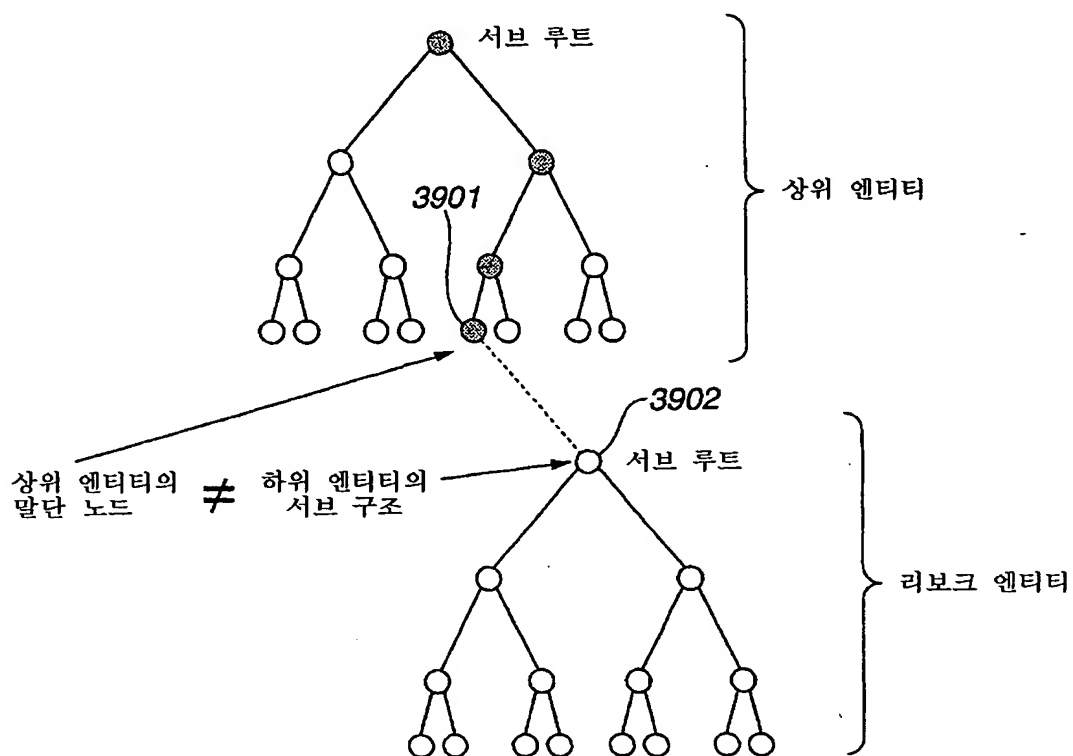 서브 루트
상위 엔티티
3901
3902
서브 루트
상위 엔티티의
말단 노드
≠
하위 엔티티의
서브 구조
리보크 엔티티